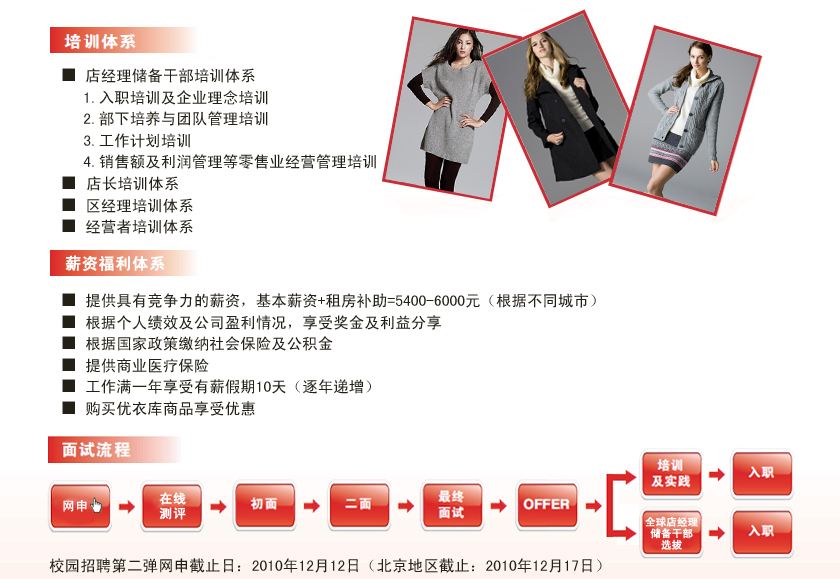 培训体系
■ 店经理储备干部培训体系
1. 入职培训及企业理念培训
2. 部下培养与团队管理培训
3. 工作计划培训
4. 销售额及利润管理等零售业经营管理培训
■ 店长培训体系
■ 区经理培训体系
■ 经营者培训体系
薪资福利体系
■ 提供具有竞争力的薪资，基本薪资+租房补助=5400-6000元（根据不同城市）
■ 根据个人绩效及公司盈利情况，享受奖金及利益分享
■ 根据国家政策缴纳社会保险及公积金
■ 提供商业医疗保险
■ 工作满一年享受有薪假期10天（逐年递增）
■ 购买优衣库商品享受优惠
面试流程
网申
在线
测评
初面
二面
最终
面试
OFFER
培训
及实践
入职
全球店经理
储备干部
选拔
入职
校园招聘第二弹网申截止日：2010年12月12日（北京地区截止：2010年12月17日）